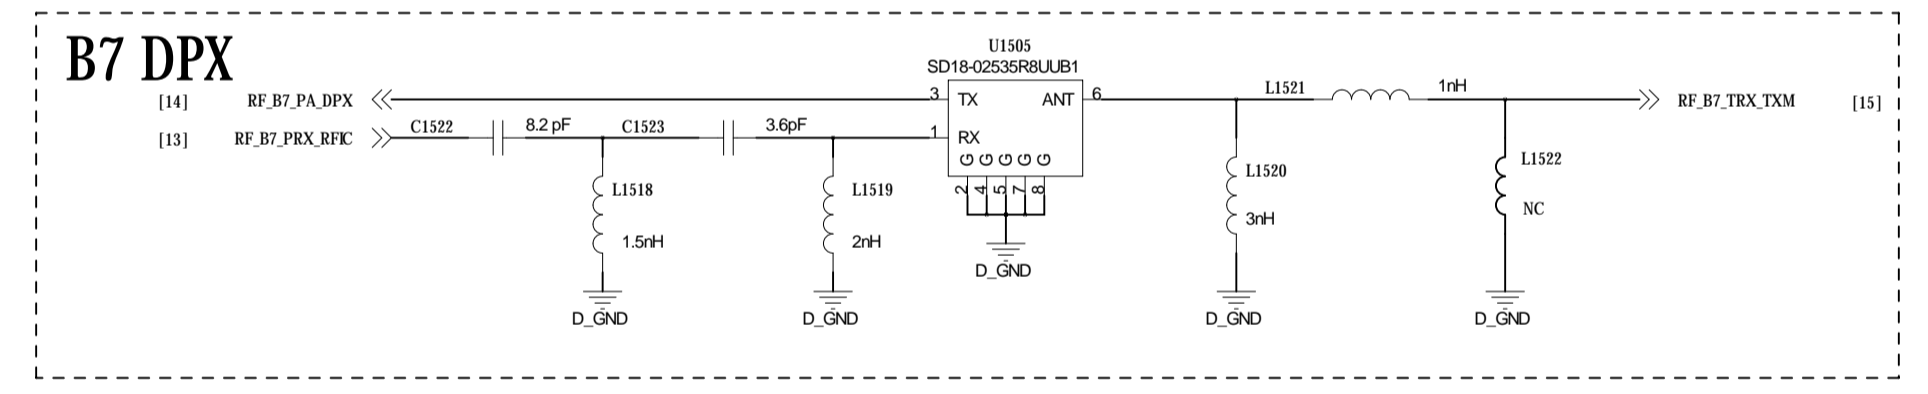 B7 DPX
U1505
SD18-02535R8UUB1
[14] RF_B7_PA_DPX 3 TX ANT 6 L1521 1nH RF_B7_TRX_TXM [15]
[13] RF_B7_PRX_RFIC C1522 8.2 pF C1523 3.6pF 1 RX
G G G G G
2 4 5 7 8
L1518 L1519 L1520 L1522
1.5nH 2nH 3nH NC
D_GND
D_GND D_GND D_GND D_GND